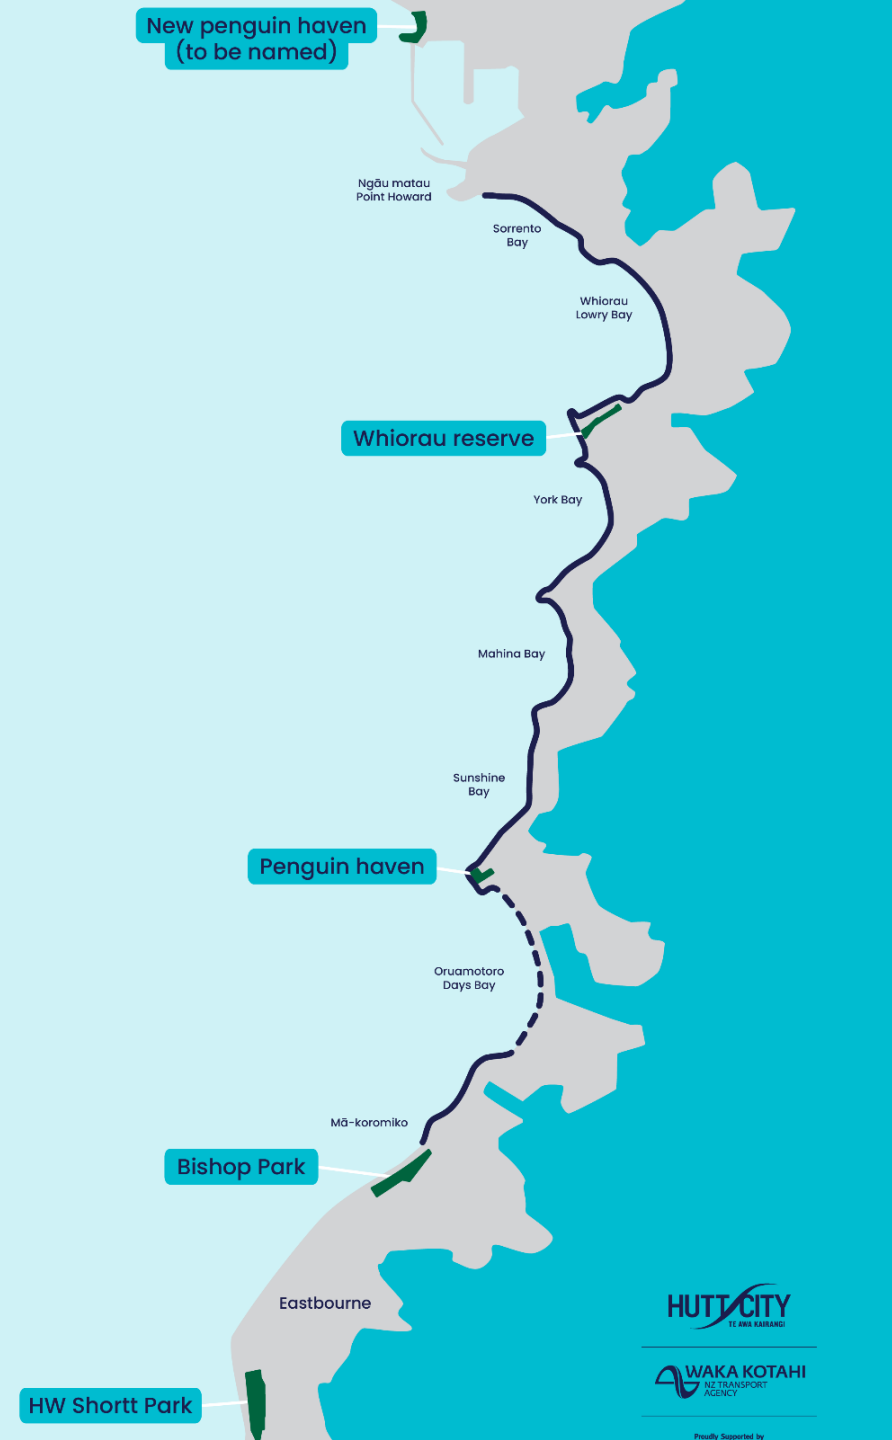 New penguin haven
(to be named)
Ngāu matau
Point Howard
Sorrento
Bay
Whiorau
Lowry Bay
Whiorau reserve
York Bay
Mahina Bay
Sunshine
Bay
Penguin haven
Oruamotoro
Days Bay
Mā-koromiko
Bishop Park
Eastbourne
HW Shortt Park
HUTT CITY
TE AWA KAIRANGI
WAKA KOTAHI
NZ TRANSPORT
AGENCY
Proudly Supported by